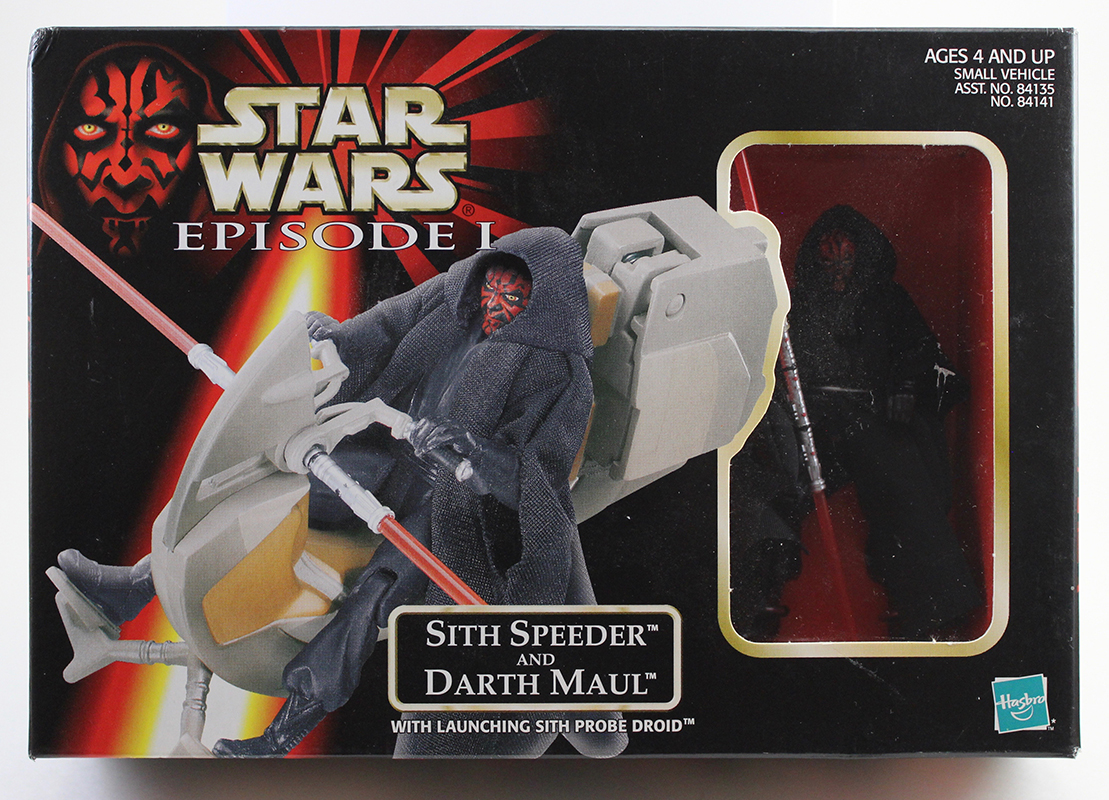 STAR
WARS®
EPISODE I
AGES 4 AND UP
SMALL VEHICLE
ASST. NO. 84135
NO. 84141
SITH SPEEDER™
AND
DARTH MAUL™
WITH LAUNCHING SITH PROBE DROID™
Hasbro
™*